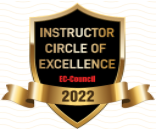 INSTRUCTOR
CIRCLE OF
EXCELLENCE
EC-Council
2022